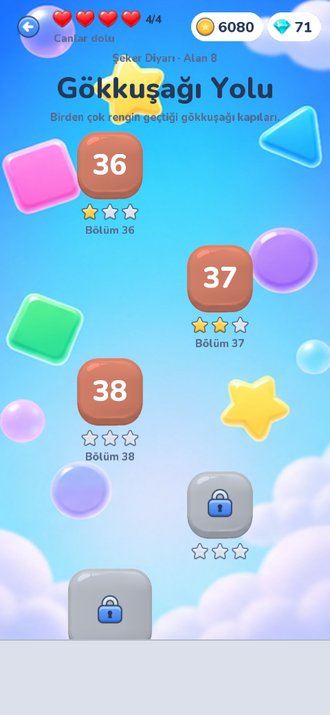 4/4
6080
71
Canlar dolu
Şeker Diyarı · Alan 8
Gökkuşağı Yolu
Birden çok rengin geçtiği gökkuşağı kapıları.
36
Bölüm 36
37
Bölüm 37
38
Bölüm 38